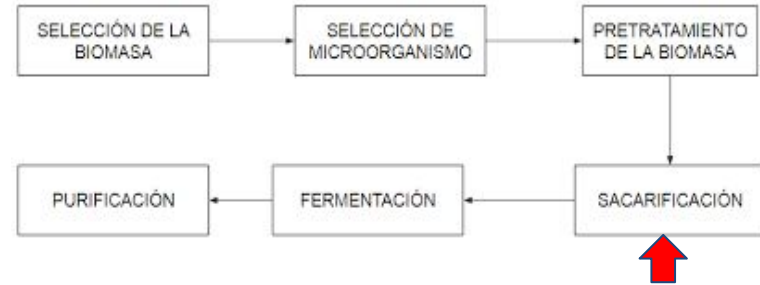 SELECCIÓN DE LA
BIOMASA
SELECCIÓN DE
MICROORGANISMO
PRETRATAMIENTO
DE LA BIOMASA
SACARIFICACIÓN
FERMENTACIÓN
PURIFICACIÓN